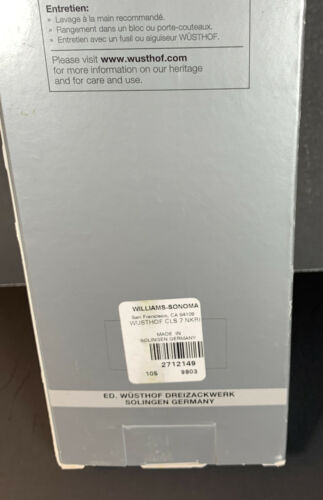 Entretien:
» Lavage à la main recommandé.
» Rangement dans un bloc ou porte-couteaux.
» Entretien avec un fusil ou aiguiseur WÜSTHOF.
Please visit www.wusthof.com
for more information on our heritage
and for care and use.
WILLIAMS-SONOMA
San Francisco, CA 94109
WUSTHOF CLS 7 NKRI
MADE IN
SOLINGEN GERMANY
2712149
105 9803
ED. WÜSTHOF DREIZACKWERK
SOLINGEN GERMANY